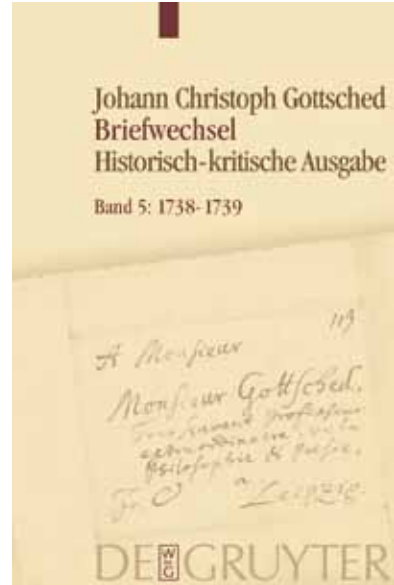 Johann Christoph Gottsched
Briefwechsel
Historisch-kritische Ausgabe
Band 5: 1738-1739
113
A Monsieur
Monsieur Gottsched.
professeur
extraordinaire
Philosophie & Poesie.
Leipzig.
DE GRUYTER